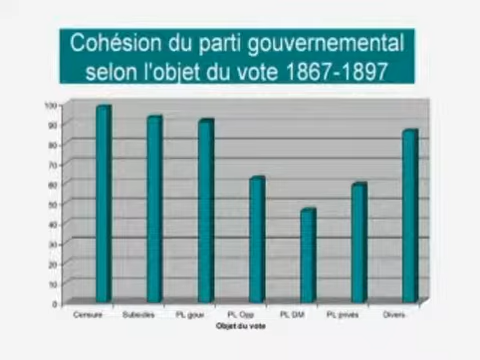 Cohésion du parti gouvernemental
selon l'objet du vote 1867-1897
100
90
80
70
60
50
40
30
20
10
0
Censure Subsides PL gouv PL Opp PL DM PL privés Divers
Objet du vote